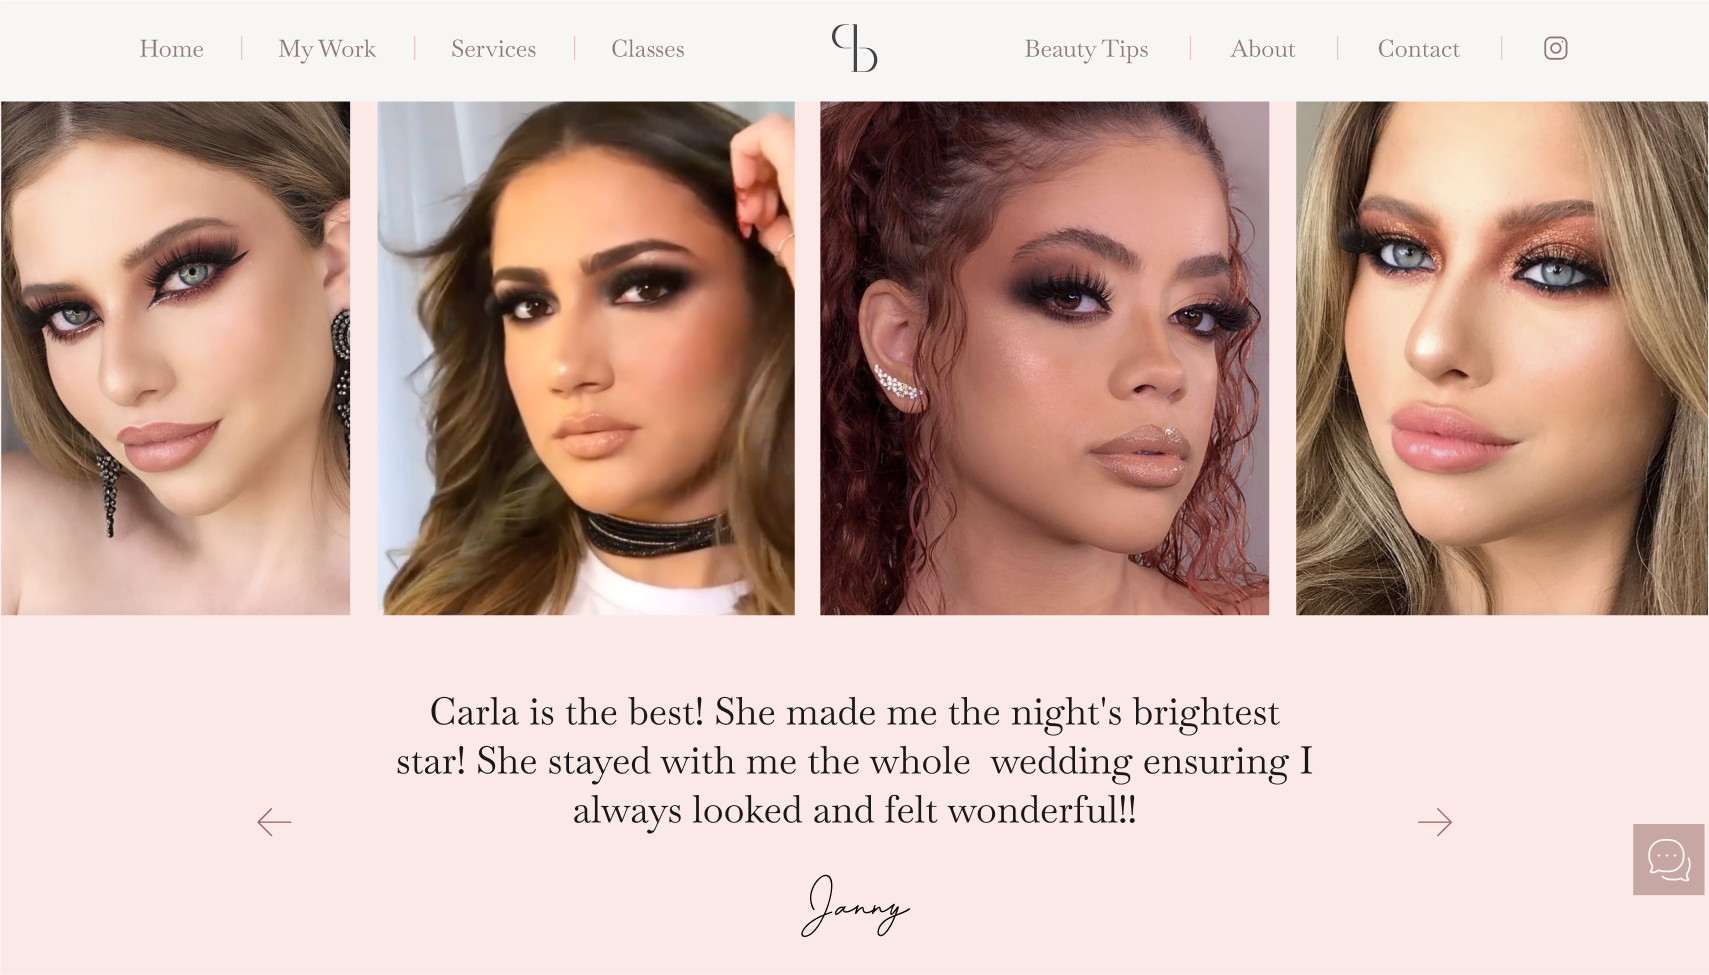 Home
My Work
Services
Classes
Beauty Tips
About
Contact
Carla is the best! She made me the night's brightest
star! She stayed with me the whole  wedding ensuring I
always looked and felt wonderful!!
Janny